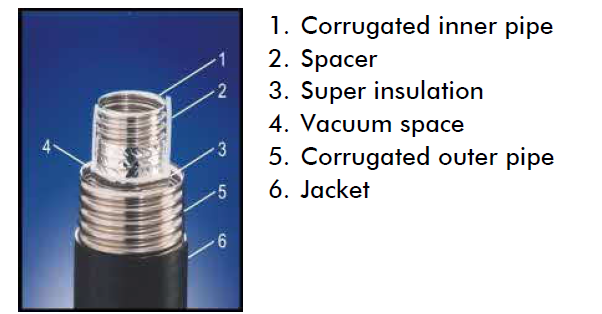 1
2
4
3
5
6
1. Corrugated inner pipe
2. Spacer
3. Super insulation
4. Vacuum space
5. Corrugated outer pipe
6. Jacket